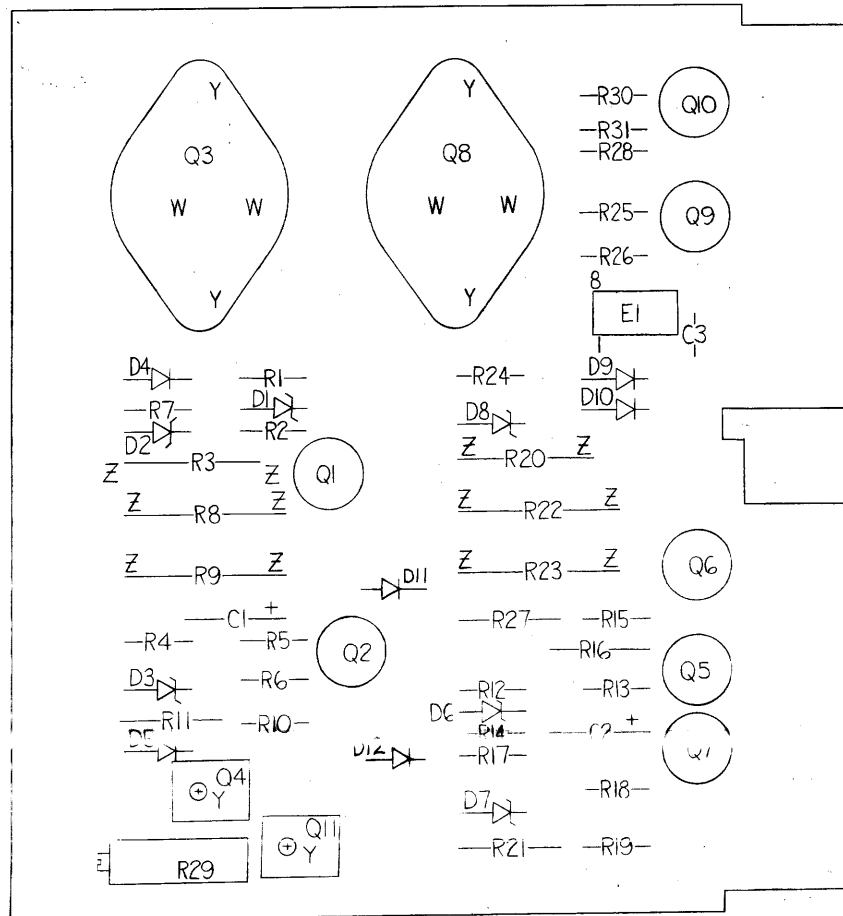 Y Y R30 Q10
R31
Q3 Q8 R28
W W W W R25 Q9
R26
Y Y 8
E1
C3
1
D4 R1 R24 D9
R7 D1 D8 D10
D2 R2
Z R3 Z Q1 Z R20 Z
Z R8 Z Z R22 Z
Z R9 Z D11 Z R23 Z Q6
C1 + R27 R15
R4 R5 Q2 R16
D3 R6 R12 R13 Q5
R11 R10 D6
R14 C2 +
D5 D12 R17 Q7
Q4 R18
Y D7
Q11
Y R21 R19
R29